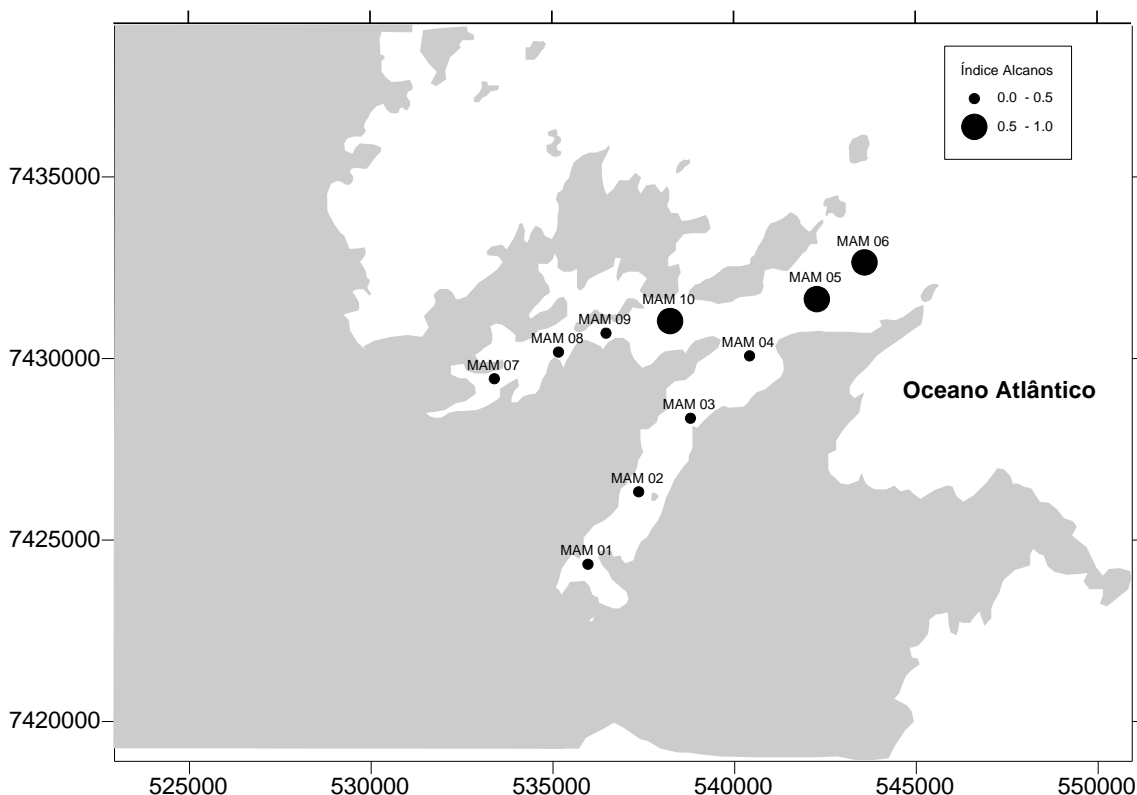 Índice Alcanos
0.0 - 0.5
0.5 - 1.0
7435000
MAM 06
MAM 05
MAM 10
MAM 09
MAM 08
MAM 04
7430000
MAM 07
Oceano Atlântico
MAM 03
MAM 02
7425000
MAM 01
7420000
525000 530000 535000 540000 545000 550000